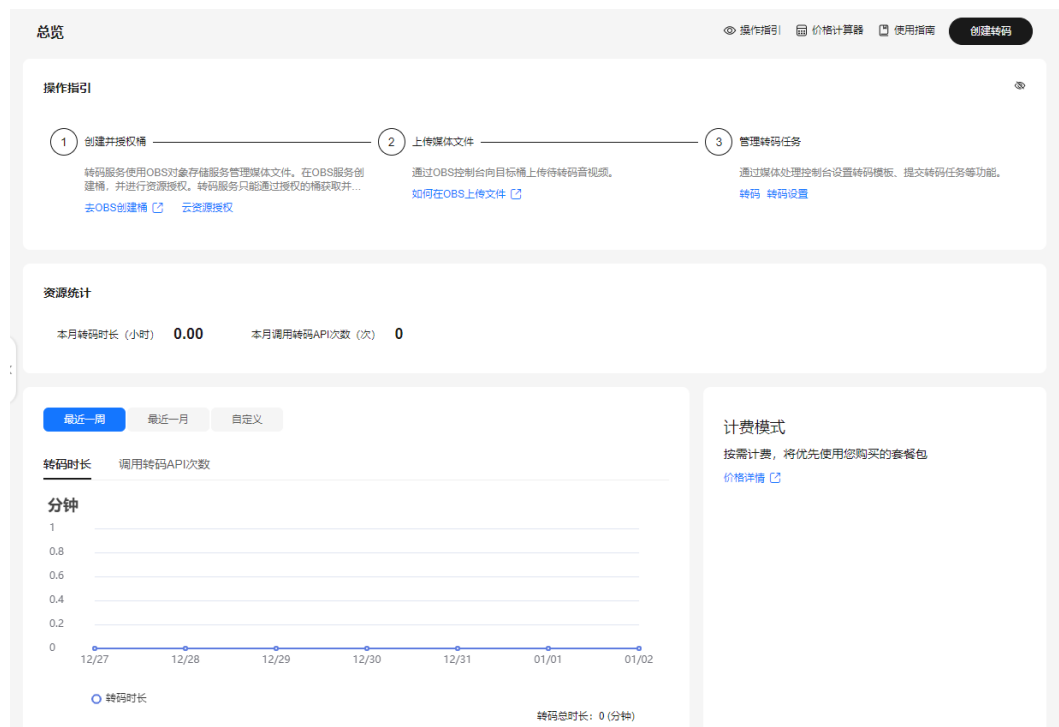 总览
操作指引 价格计算器 使用指南 创建转码
操作指引
1 创建并授权桶 2 上传媒体文件 3 管理转码任务
转码服务使用OBS对象存储服务管理媒体文件。在OBS服务创
建桶，并进行资源授权。转码服务只能通过授权的桶获取并...
去OBS创建桶 云资源授权
通过OBS控制台向目标桶上传待转码音视频。
如何在OBS上传文件
通过媒体处理控制台设置转码模板、提交转码任务等功能。
转码 转码设置
资源统计
本月转码时长（小时） 0.00 本月调用转码API次数（次） 0
最近一周 最近一月 自定义
转码时长 调用转码API次数
分钟
1
0.8
0.6
0.4
0.2
0
12/27 12/28 12/29 12/30 12/31 01/01 01/02
转码时长
转码总时长：0 (分钟)
计费模式
按需计费，将优先使用您购买的套餐包
价格详情